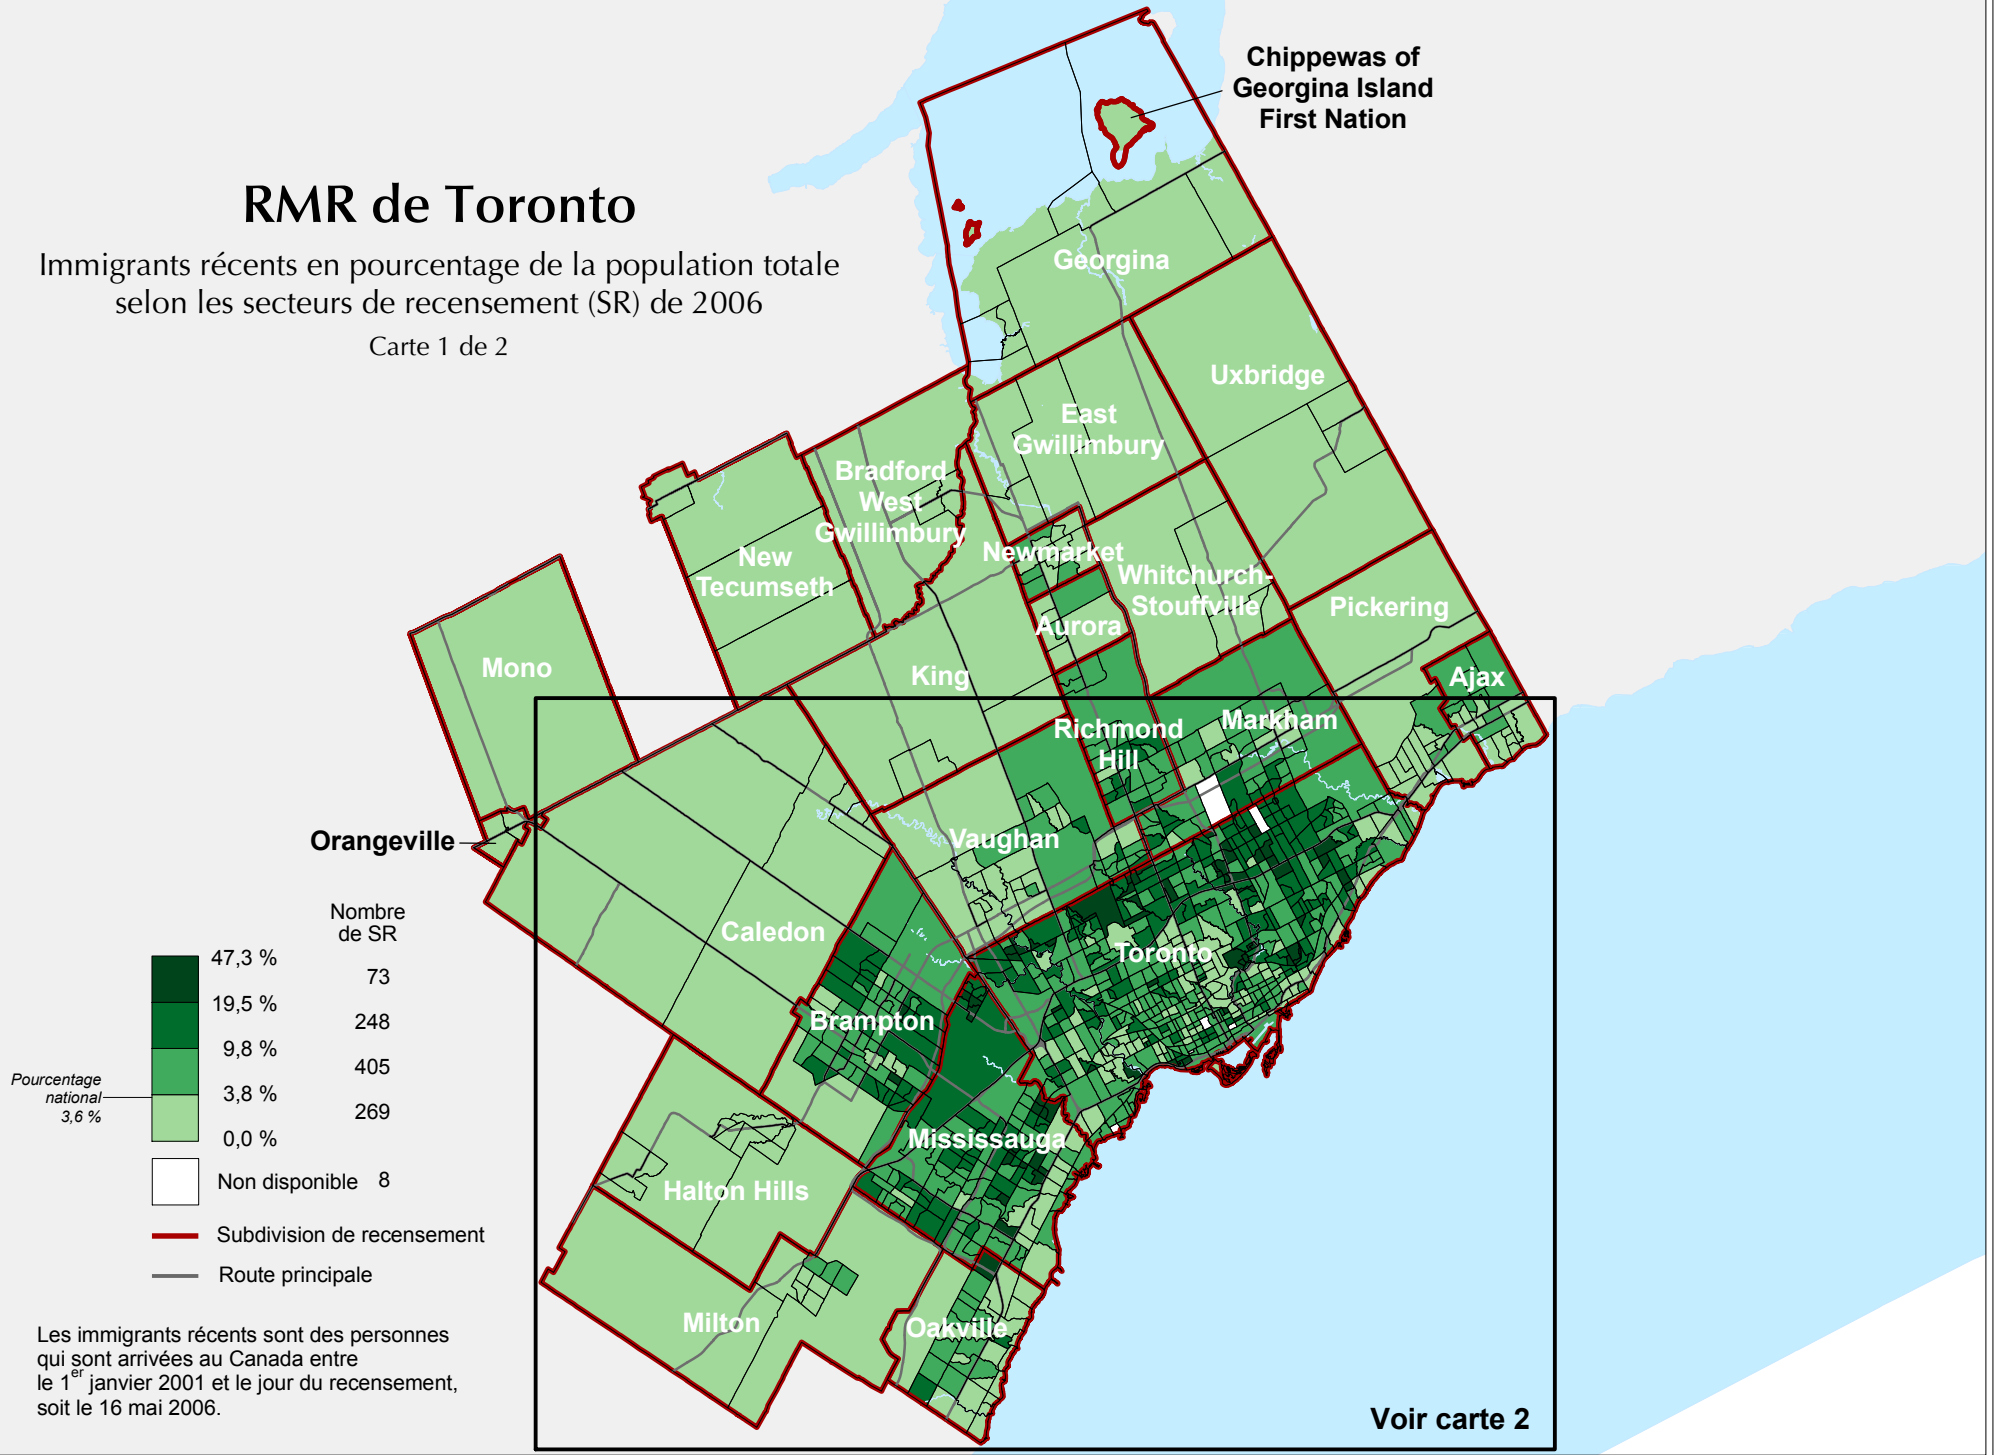 RMR de Toronto
Immigrants récents en pourcentage de la population totale
selon les secteurs de recensement (SR) de 2006
Carte 1 de 2
Chippewas of
Georgina Island
First Nation
Georgina
Uxbridge
East
Gwillimbury
Bradford
West
Gwillimbury
New
Tecumseth
Newmarket
Whitchurch-
Stouffville
Pickering
Aurora
Mono
King
Ajax
Richmond
Hill
Markham
Orangeville
Vaughan
Caledon
Toronto
Brampton
Mississauga
Halton Hills
Milton
Oakville
Nombre
de SR
47,3 %
73
19,5 %
248
9,8 %
405
3,8 %
269
0,0 %
Pourcentage
national
3,6 %
Non disponible 8
Subdivision de recensement
Route principale
Les immigrants récents sont des personnes
qui sont arrivées au Canada entre
le 1er janvier 2001 et le jour du recensement,
soit le 16 mai 2006.
Voir carte 2